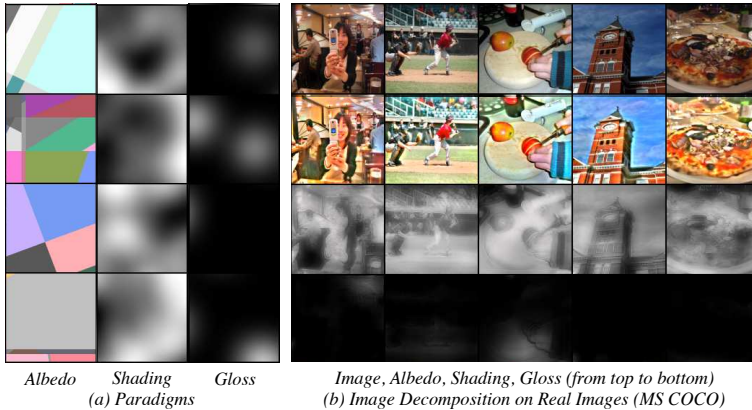 Albedo Shading Gloss
(a) Paradigms
Image, Albedo, Shading, Gloss (from top to bottom)
(b) Image Decomposition on Real Images (MS COCO)